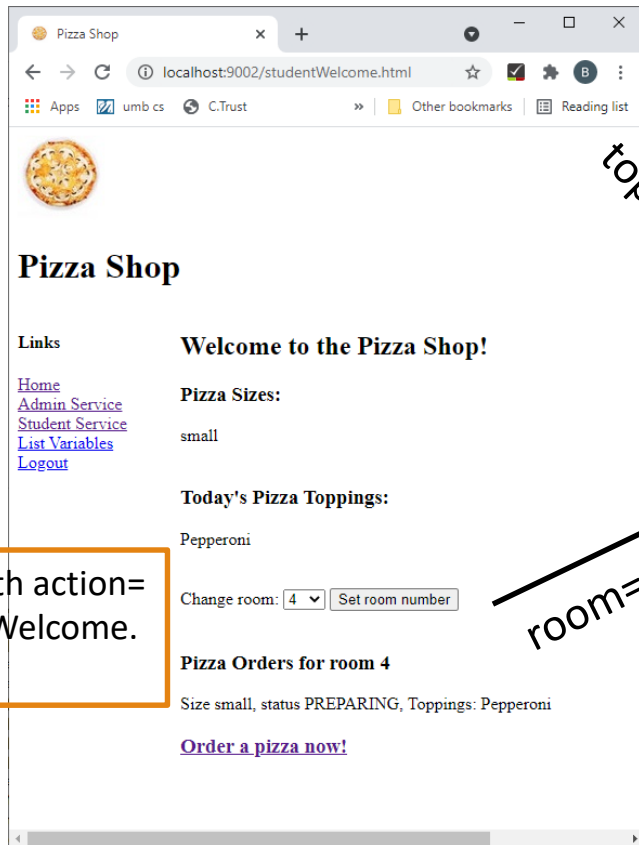 Pizza Shop
localhost:9002/studentWelcome.html
B
Apps umb cs C.Trust » Other bookmarks Reading list
top
Pizza Shop
Links
Home
Admin Service
Student Service
List Variables
Logout
Welcome to the Pizza Shop!
Pizza Sizes:
small
Today's Pizza Toppings:
Pepperoni
Change room: 4 Set room number
room=
Pizza Orders for room 4
Size small, status PREPARING, Toppings: Pepperoni
Order a pizza now!
th action=
Welcome.